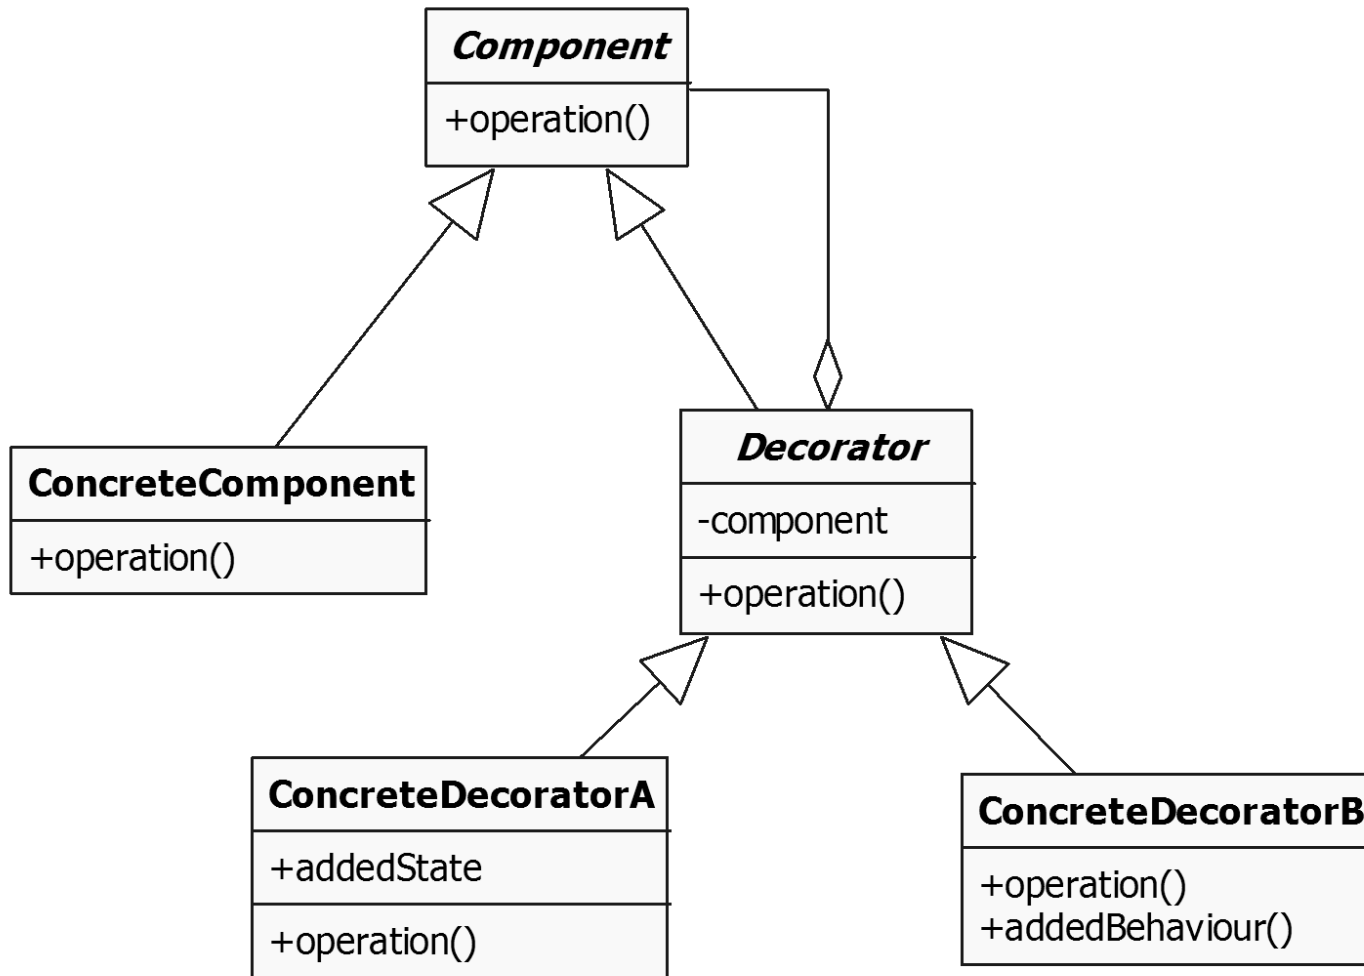 Component
+operation()
ConcreteComponent
+operation()
Decorator
-component
+operation()
ConcreteDecoratorA
+addedState
+operation()
ConcreteDecoratorB
+operation()
+addedBehaviour()